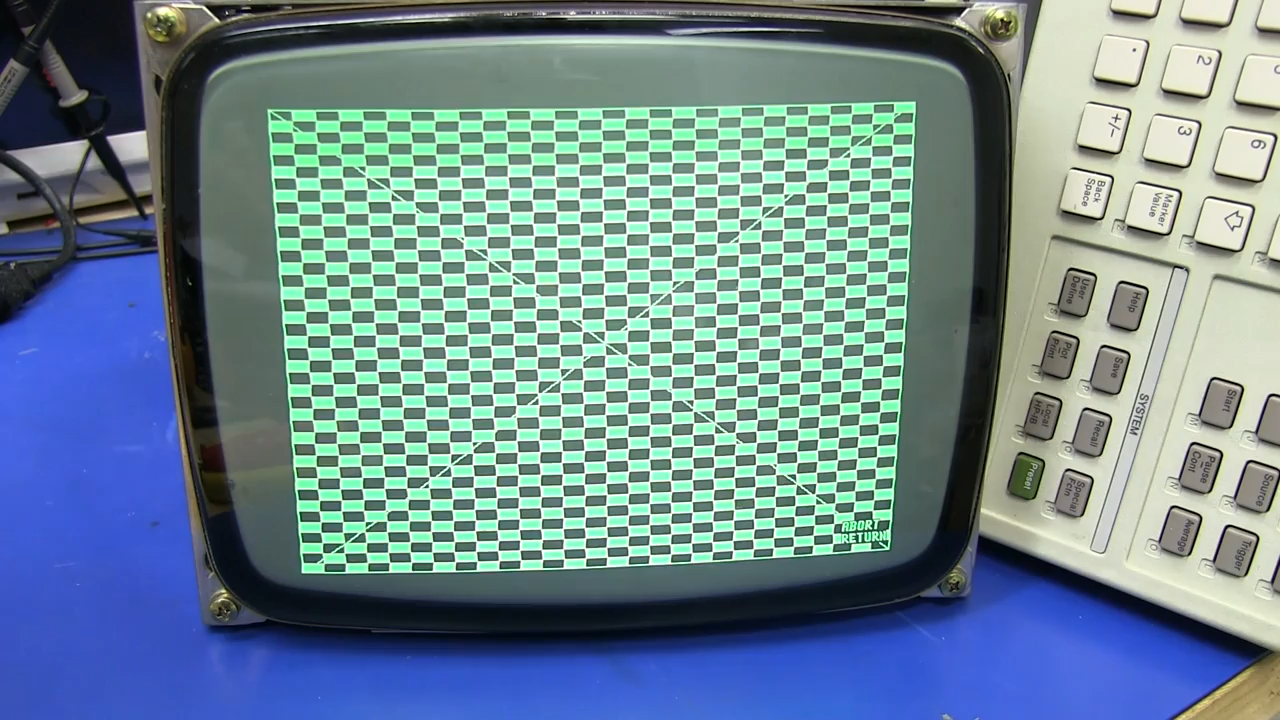 ABORT
RETURN
.
2
+/-
3
6
Back
Space
Marker
Value
User
Define
Help
Plot
Print
Save
Local
HP-IB
Recall
Preset
Special
Fctn
SYSTEM
Start
Pause
Cont
Source
Average
Trigger